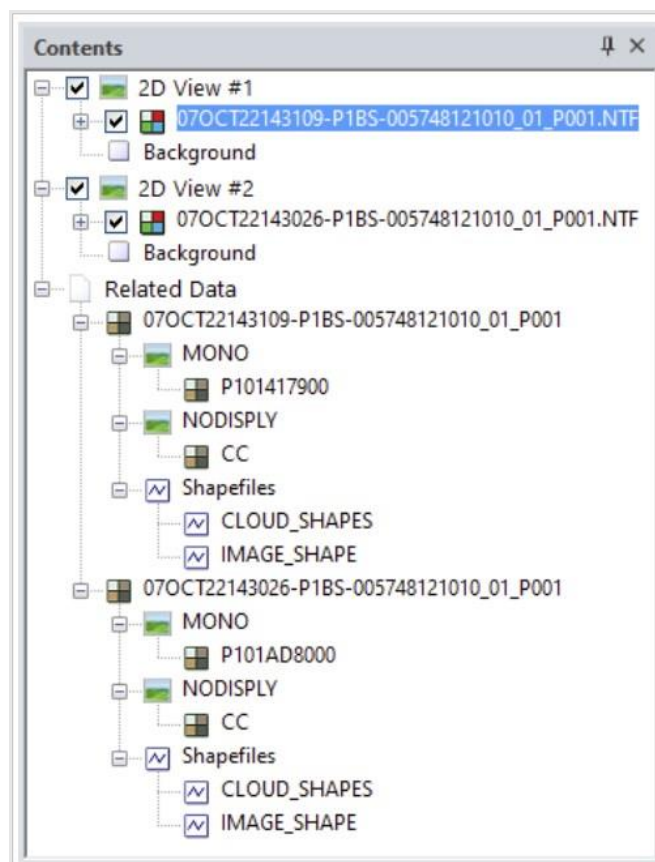 Contents
2D View #1
07OCT22143109-P1BS-005748121010_01_P001.NTF
Background
2D View #2
07OCT22143026-P1BS-005748121010_01_P001.NTF
Background
Related Data
07OCT22143109-P1BS-005748121010_01_P001
MONO
P101417900
NODISPLY
CC
Shapefiles
CLOUD_SHAPES
IMAGE_SHAPE
07OCT22143026-P1BS-005748121010_01_P001
MONO
P101AD8000
NODISPLY
CC
Shapefiles
CLOUD_SHAPES
IMAGE_SHAPE